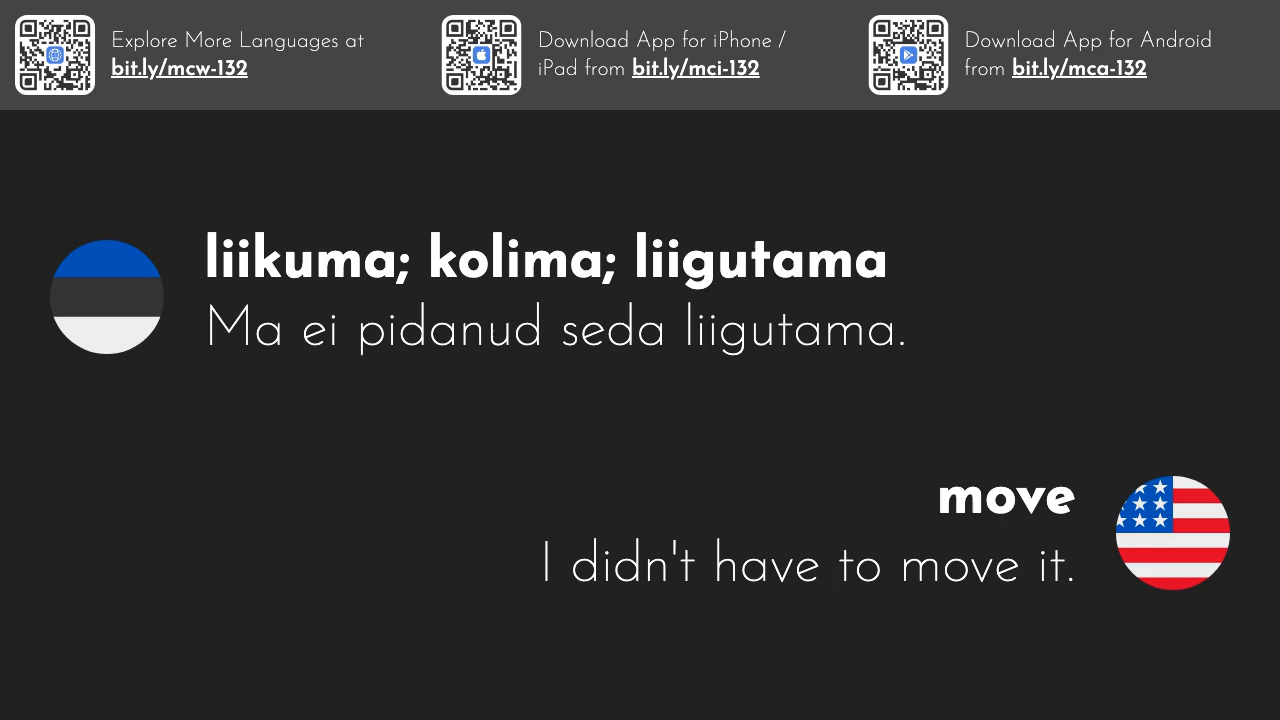 Explore More Languages at
bit.ly/mcw-132
Download App for iPhone /
iPad from bit.ly/mci-132
Download App for Android
from bit.ly/mca-132
liikuma; kolima; liigutama
Ma ei pidanud seda liigutama.
move
I didn't have to move it.